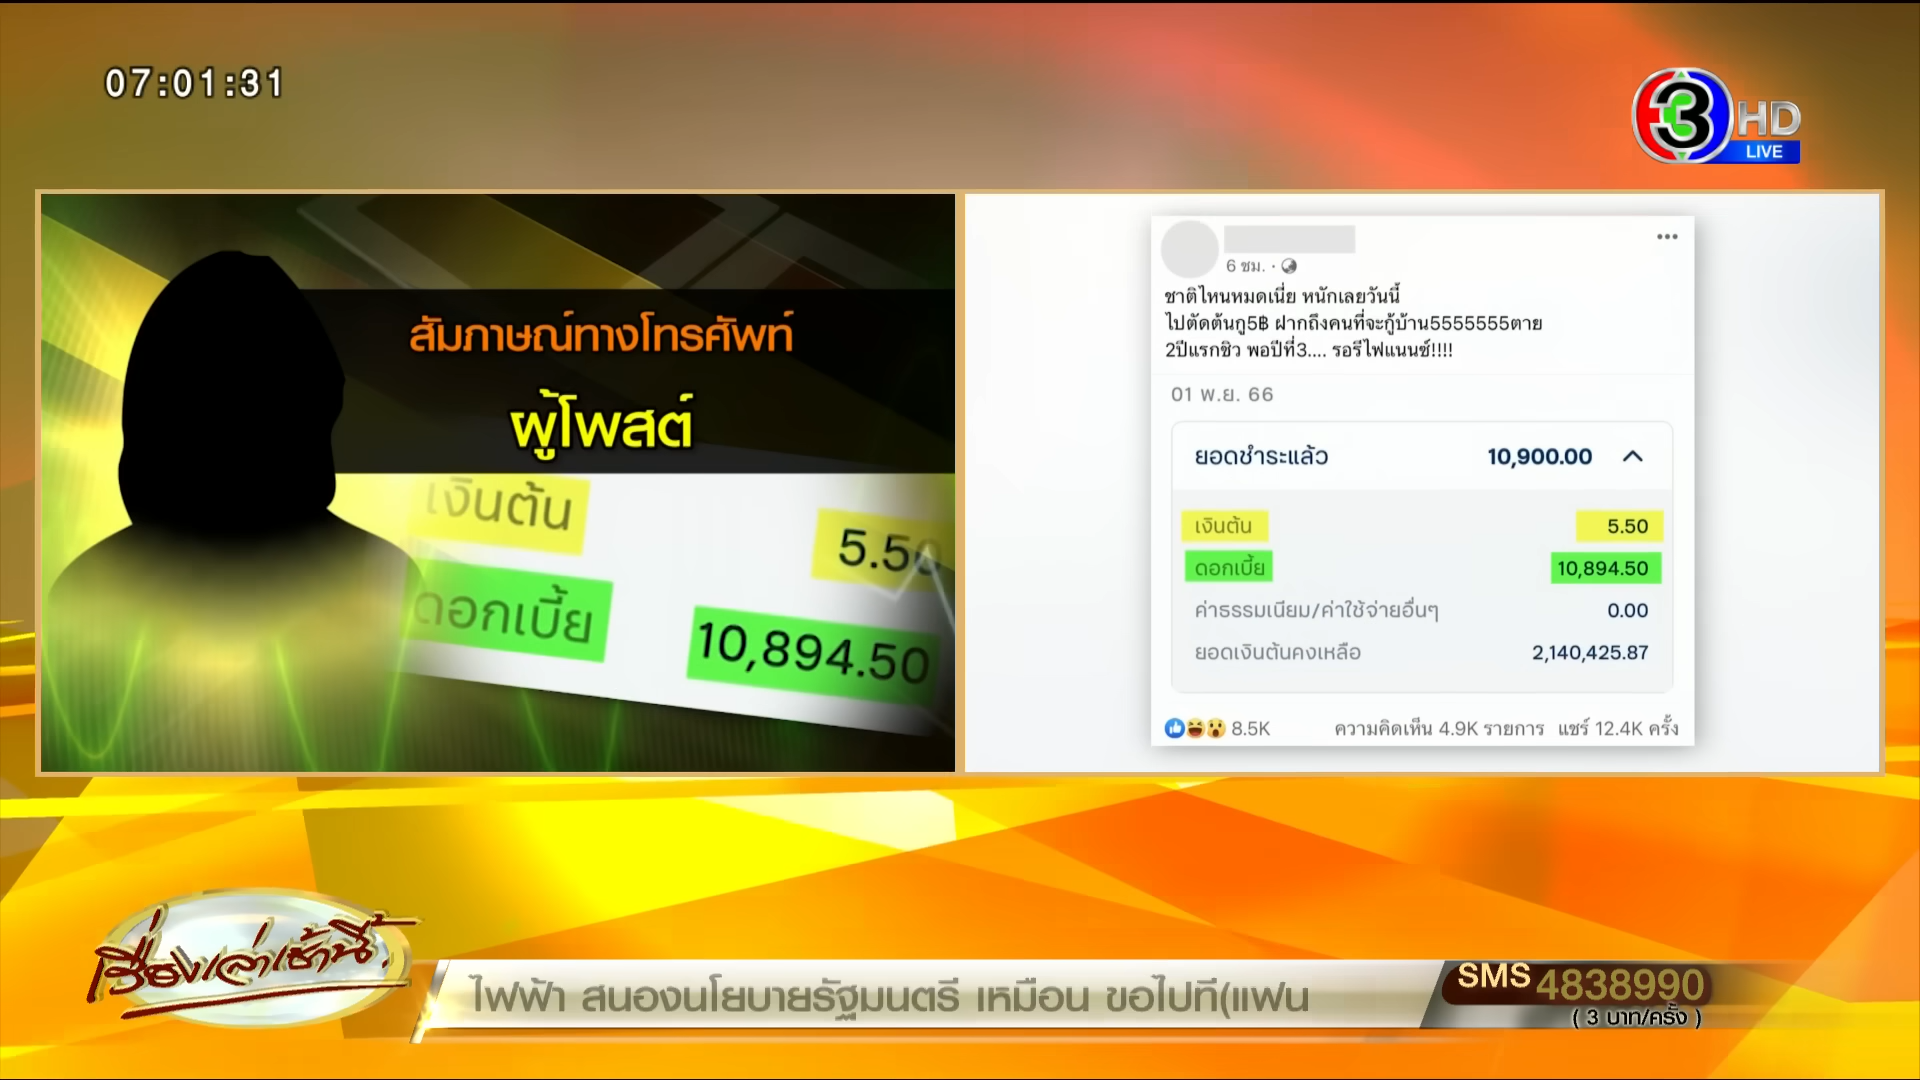 07:01:31
3 HD
LIVE
สัมภาษณ์ทางโทรศัพท์
ผู้โพสต์
เงินต้น
5.50
ดอกเบี้ย
10,894.50
6 ชม. ·
ชาติไหนหมดเนี่ย หนักเลยวันนี้
ไปตัดต้นกู5฿ ฝากถึงคนที่จะกู้บ้าน5555555ตาย
2ปีแรกชิว พอปีที่3.... รอรีไฟแนนซ์!!!!
01 พ.ย. 66
ยอดชำระแล้ว 10,900.00
เงินต้น 5.50
ดอกเบี้ย 10,894.50
ค่าธรรมเนียม/ค่าใช้จ่ายอื่นๆ 0.00
ยอดเงินต้นคงเหลือ 2,140,425.87
8.5K ความคิดเห็น 4.9K รายการ แชร์ 12.4K ครั้ง
เรื่องเล่าเช้านี้
ไฟฟ้า สนองนโยบายรัฐมนตรี เหมือน ขอไปที(แฟน
SMS 4838990
( 3 บาท/ครั้ง )